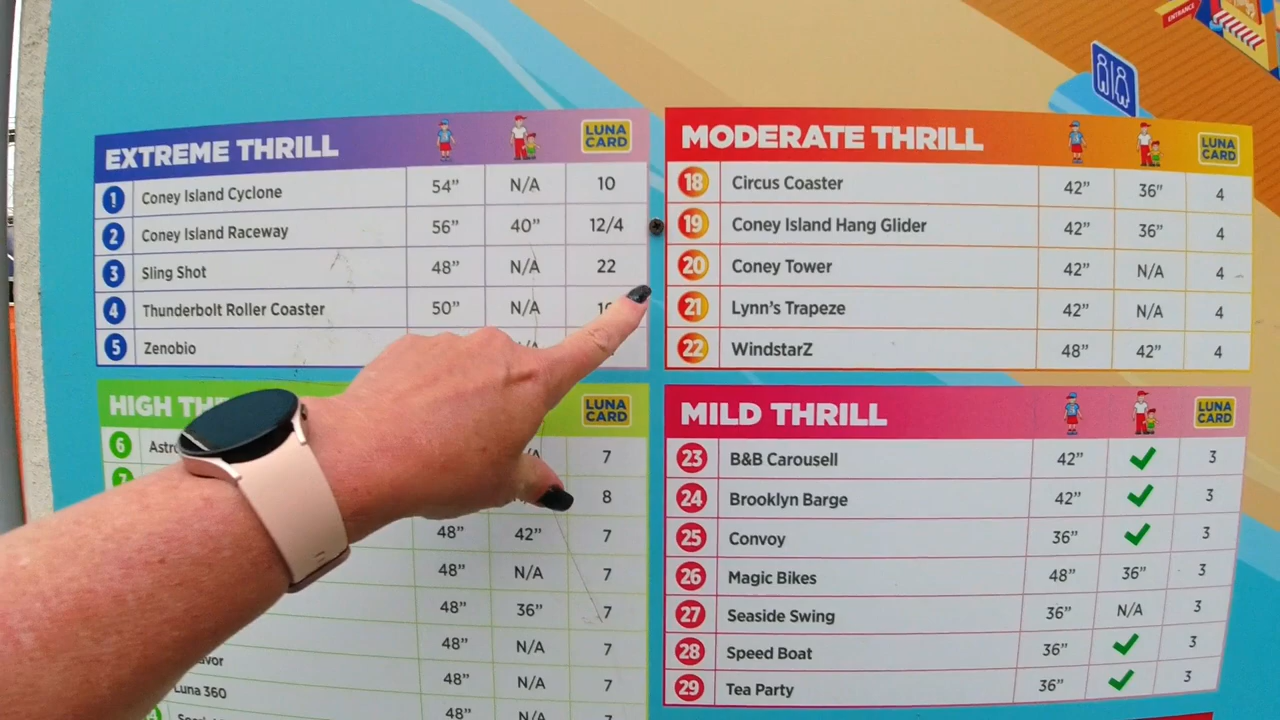 ENTRANCE
EXTREME THRILL LUNA CARD
1 Coney Island Cyclone 54” N/A 10
2 Coney Island Raceway 56” 40” 12/4
3 Sling Shot 48” N/A 22
4 Thunderbolt Roller Coaster 50” N/A
5 Zenobio
HIGH LUNA CARD
6 7
8
48” 42” 7
48” N/A 7
48” 36” 7
48” N/A 7
Luna 360 48” N/A 7
48” N/A
MODERATE THRILL LUNA CARD
18 Circus Coaster 42” 36” 4
19 Coney Island Hang Glider 42” 36” 4
20 Coney Tower 42” N/A 4
21 Lynn’s Trapeze 42” N/A 4
22 WindstarZ 48” 42” 4
MILD THRILL LUNA CARD
23 B&B Carousell 42” ✓ 3
24 Brooklyn Barge 42” ✓ 3
25 Convoy 36” ✓ 3
26 Magic Bikes 48” 36” 3
27 Seaside Swing 36” N/A 3
28 Speed Boat 36” ✓ 3
29 Tea Party 36” ✓ 3